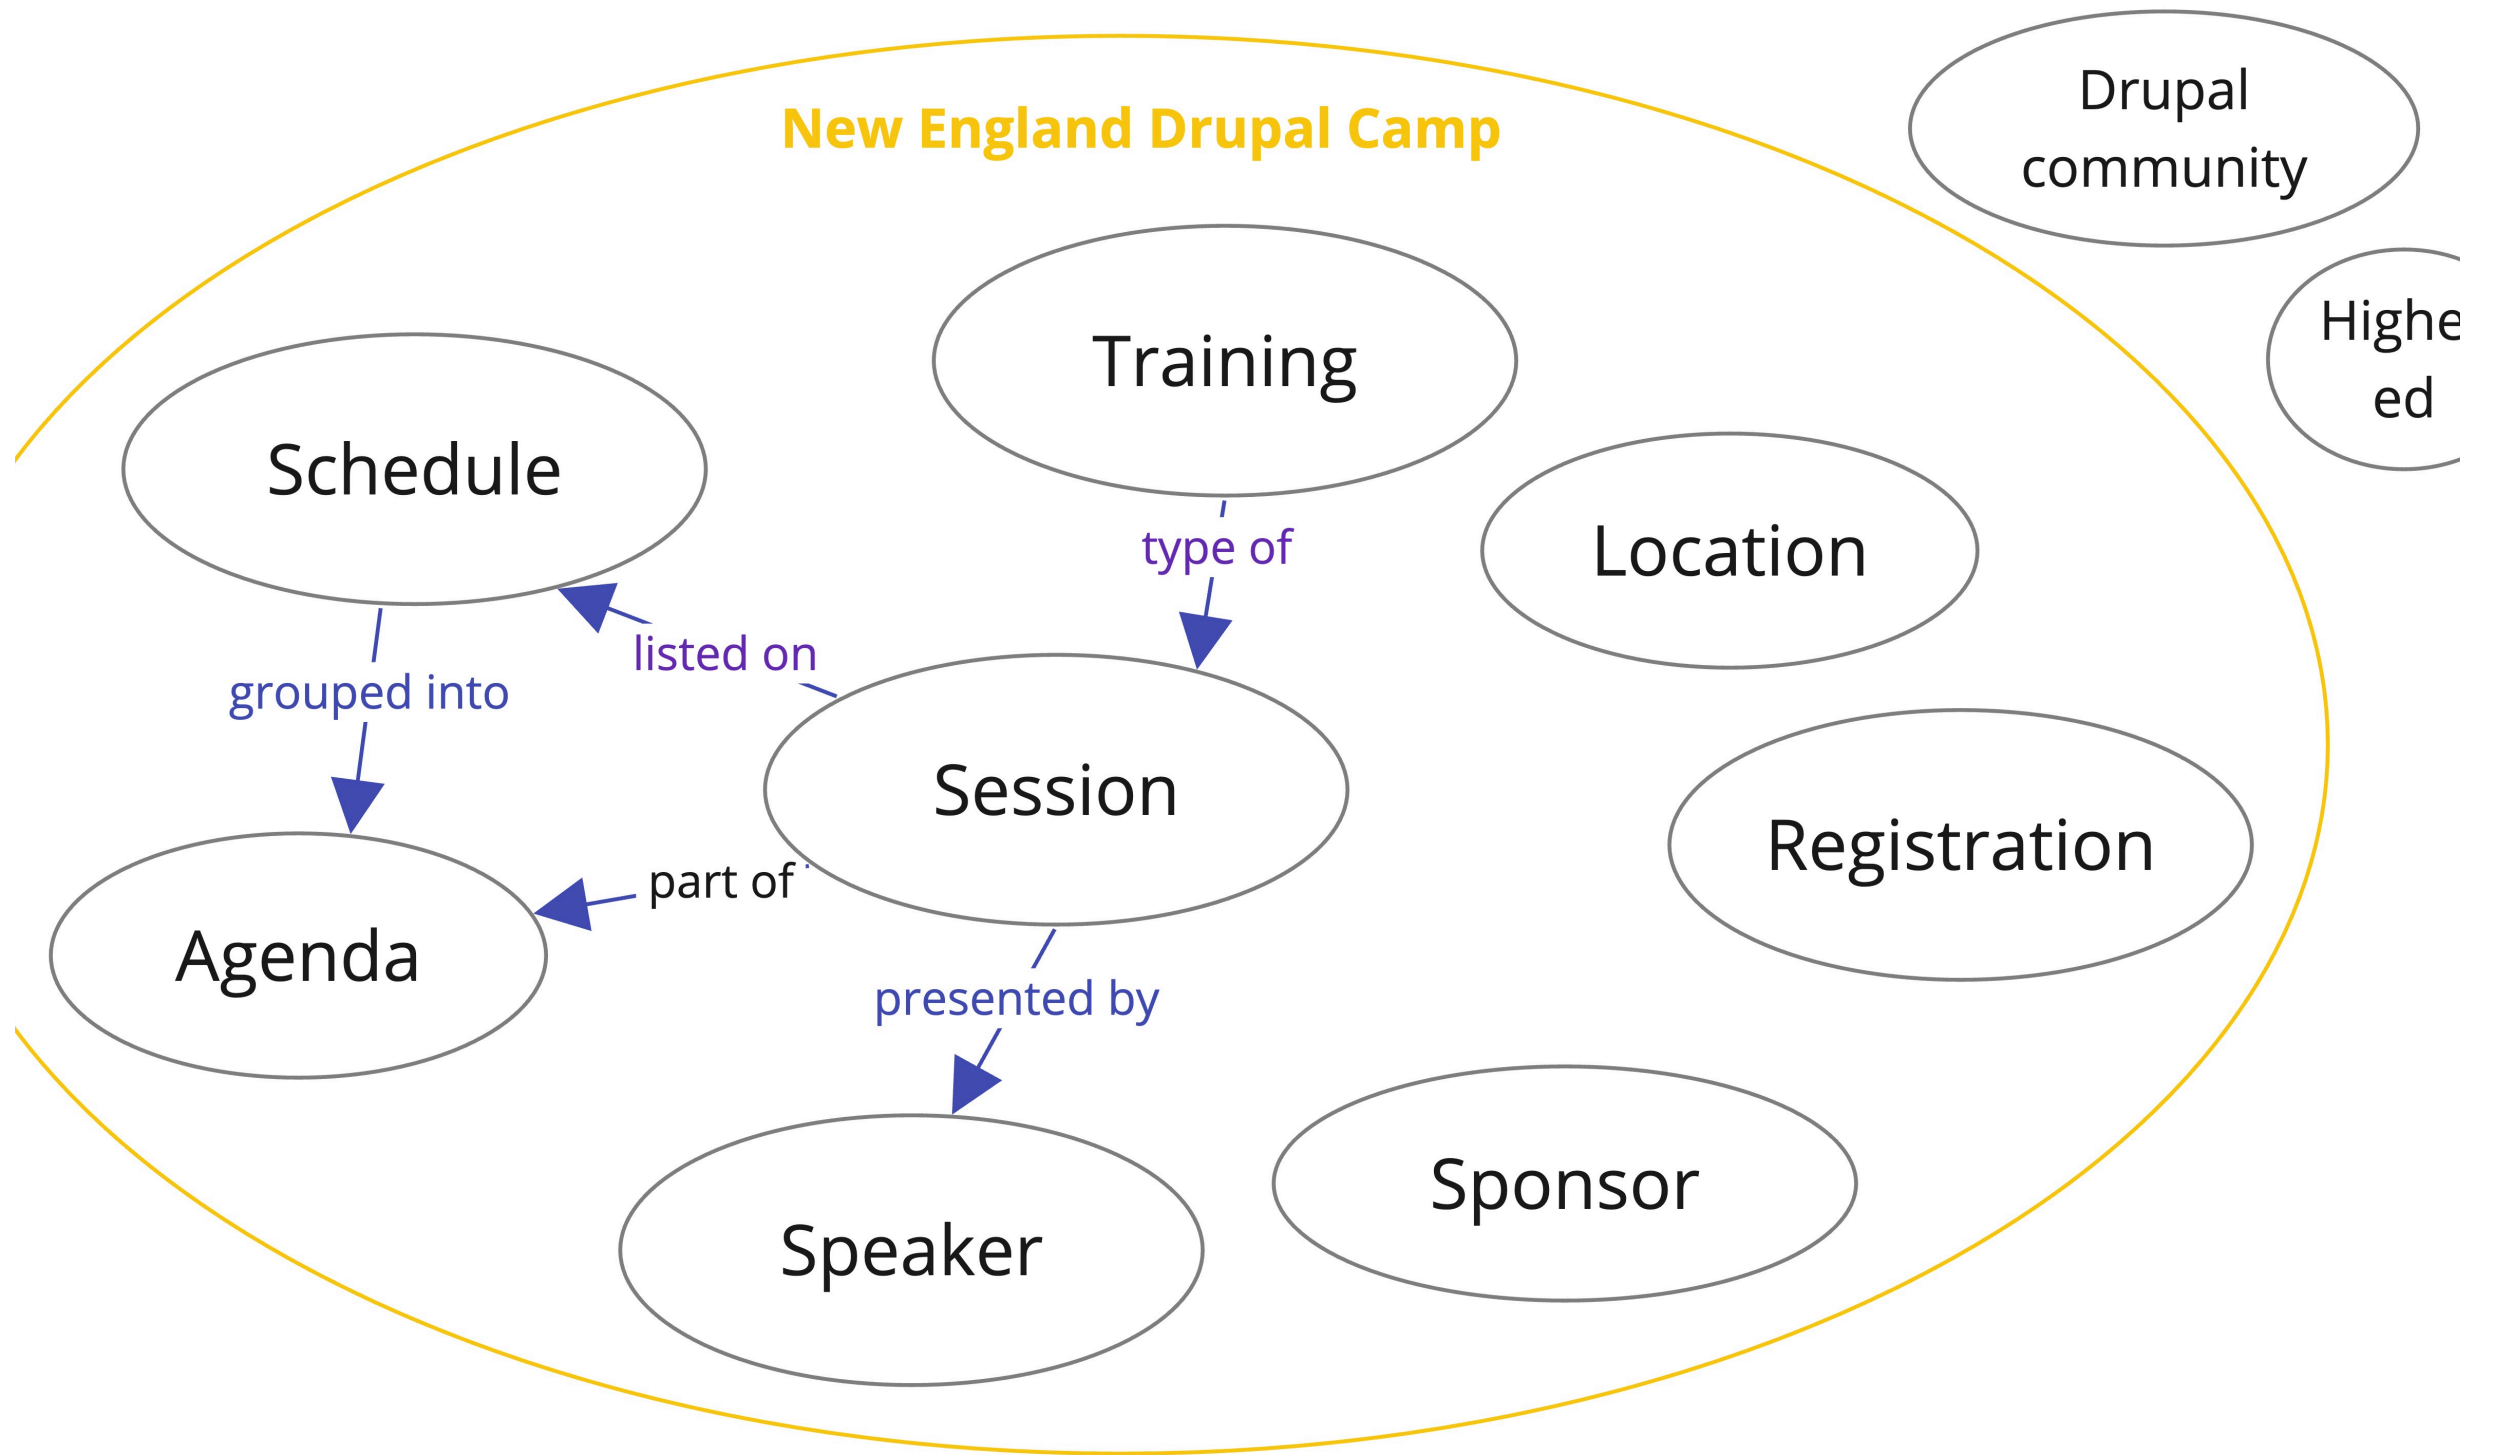 New England Drupal Camp
Drupal
community
Highe
ed
Training
Schedule
Location
type of
listed on
grouped into
Session
Registration
part of
Agenda
presented by
Sponsor
Speaker